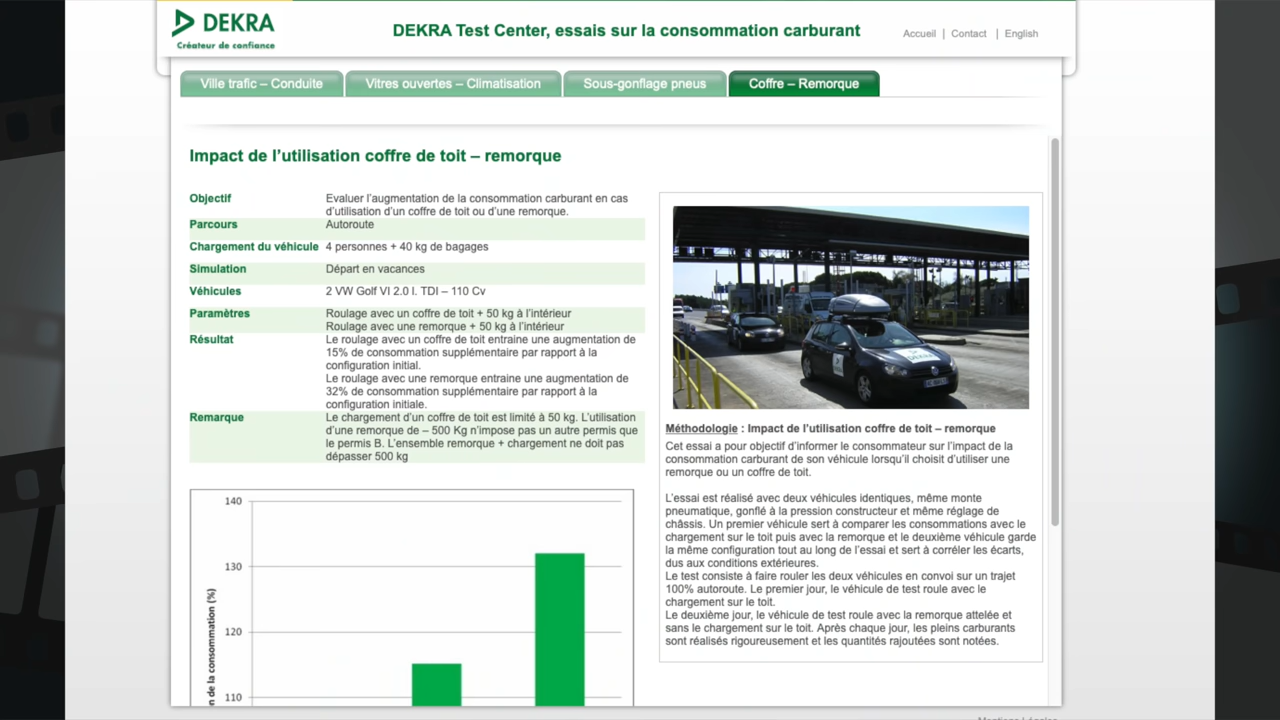 DEKRA
Créateur de confiance
DEKRA Test Center, essais sur la consommation carburant
Accueil | Contact | English
Ville trafic – Conduite
Vitres ouvertes – Climatisation
Sous-gonflage pneus
Coffre – Remorque
Impact de l’utilisation coffre de toit – remorque
Objectif
Evaluer l’augmentation de la consommation carburant en cas
d’utilisation d’un coffre de toit ou d’une remorque.
Parcours
Autoroute
Chargement du véhicule
4 personnes + 40 kg de bagages
Simulation
Départ en vacances
Véhicules
2 VW Golf VI 2.0 l. TDI – 110 Cv
Paramètres
Roulage avec un coffre de toit + 50 kg à l’intérieur
Roulage avec une remorque + 50 kg à l’intérieur
Résultat
Le roulage avec un coffre de toit entraine une augmentation de
15% de consommation supplémentaire par rapport à la
configuration initial.
Le roulage avec une remorque entraine une augmentation de
32% de consommation supplémentaire par rapport à la
configuration initiale.
Remarque
Le chargement d’un coffre de toit est limité à 50 kg. L’utilisation
d’une remorque de – 500 Kg n’impose pas un autre permis que
le permis B. L’ensemble remorque + chargement ne doit pas
dépasser 500 kg
140
130
120
110
n de la consommation (%)
Méthodologie : Impact de l’utilisation coffre de toit – remorque
Cet essai a pour objectif d’informer le consommateur sur l’impact de la
consommation carburant de son véhicule lorsqu’il choisit d’utiliser une
remorque ou un coffre de toit.
L’essai est réalisé avec deux véhicules identiques, même monte
pneumatique, gonflé à la pression constructeur et même réglage de
châssis. Un premier véhicule sert à comparer les consommations avec le
chargement sur le toit puis avec la remorque et le deuxième véhicule garde
la même configuration tout au long de l’essai et sert à corréler les écarts,
dus aux conditions extérieures.
Le test consiste à faire rouler les deux véhicules en convoi sur un trajet
100% autoroute. Le premier jour, le véhicule de test roule avec le
chargement sur le toit.
Le deuxième jour, le véhicule de test roule avec la remorque attelée et
sans le chargement sur le toit. Après chaque jour, les pleins carburants
sont réalisés rigoureusement et les quantités rajoutées sont notées.
Mentions Légales